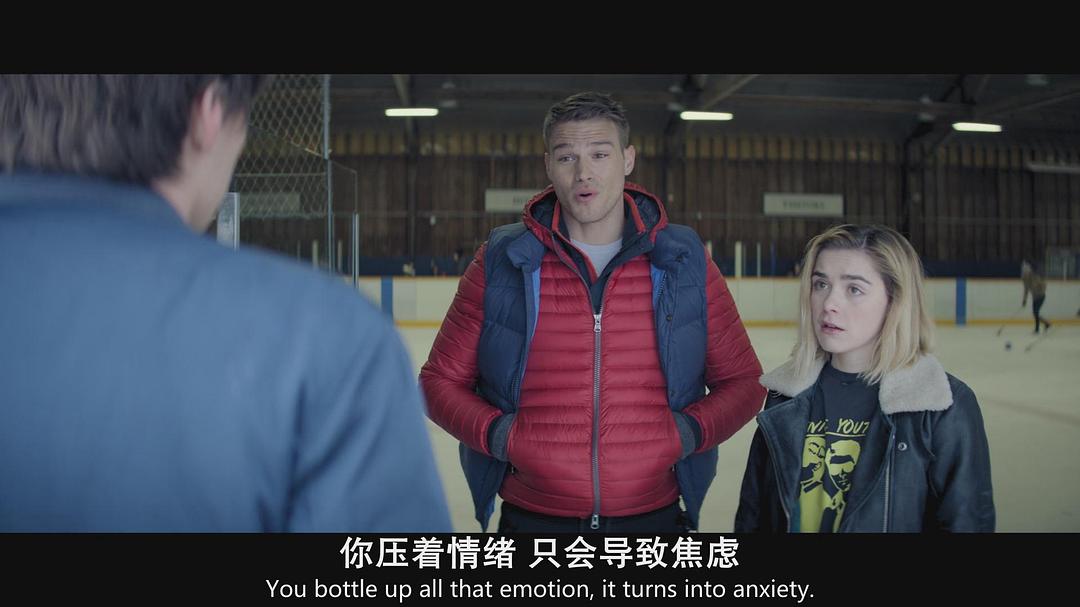 YOU?
你压着情绪 只会导致焦虑
You bottle up all that emotion, it turns into anxiety.